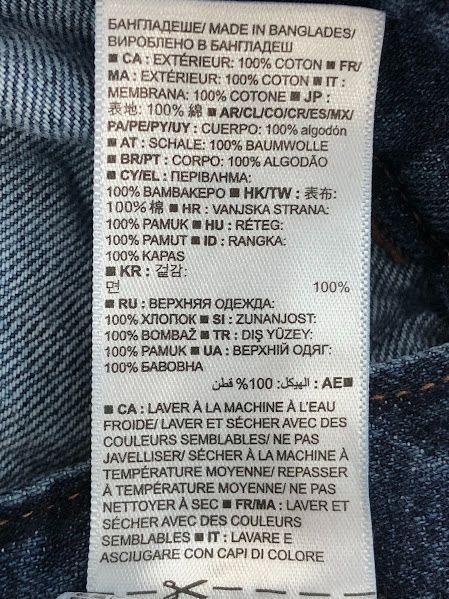 БАНГЛАДЕШЕ/ MADE IN BANGLADES/
ВИРОБЛЕНО В БАНГЛАДЕШ
■ CA : EXTÉRIEUR: 100% COTON ■ FR/
MA : EXTÉRIEUR: 100% COTON ■ IT :
MEMBRANA: 100% COTONE ■ JP :
表地: 100% 綿 ■ AR/CL/CO/CR/ES/MX/
PA/PE/PY/UY : CUERPO: 100% algodón
■ AT : SCHALE: 100% BAUMWOLLE
■ BR/PT : CORPO: 100% ALGODÃO
■ CY/EL : ΠΕΡΙΒΛΗΜΑ:
100% ΒΑΜΒΑΚΕΡΟ ■ HK/TW : 表布:
100% 棉 ■ HR : VANJSKA STRANA:
100% PAMUK ■ HU : RÉTEG:
100% PAMUT ■ ID : RANGKA:
100% KAPAS
■ KR : 겉감:
면 100%
■ RU : ВЕРХНЯЯ ОДЕЖДА:
100% ХЛОПОК ■ SI : ZUNANJOST:
100% BOMBAŽ ■ TR : DIŞ YÜZEY:
100% PAMUK ■ UA : ВЕРХНІЙ ОДЯГ:
100% БАВОВНА
■AE : الهيكل: 100% قطن
■ CA : LAVER À LA MACHINE À L'EAU
FROIDE/ LAVER ET SÉCHER AVEC DES
COULEURS SEMBLABLES/ NE PAS
JAVELLISER/ SÉCHER À LA MACHINE À
TEMPÉRATURE MOYENNE/ REPASSER
À TEMPÉRATURE MOYENNE/ NE PAS
NETTOYER À SEC ■ FR/MA : LAVER ET
SÉCHER AVEC DES COULEURS
SEMBLABLES ■ IT : LAVARE E
ASCIUGARE CON CAPI DI COLORE